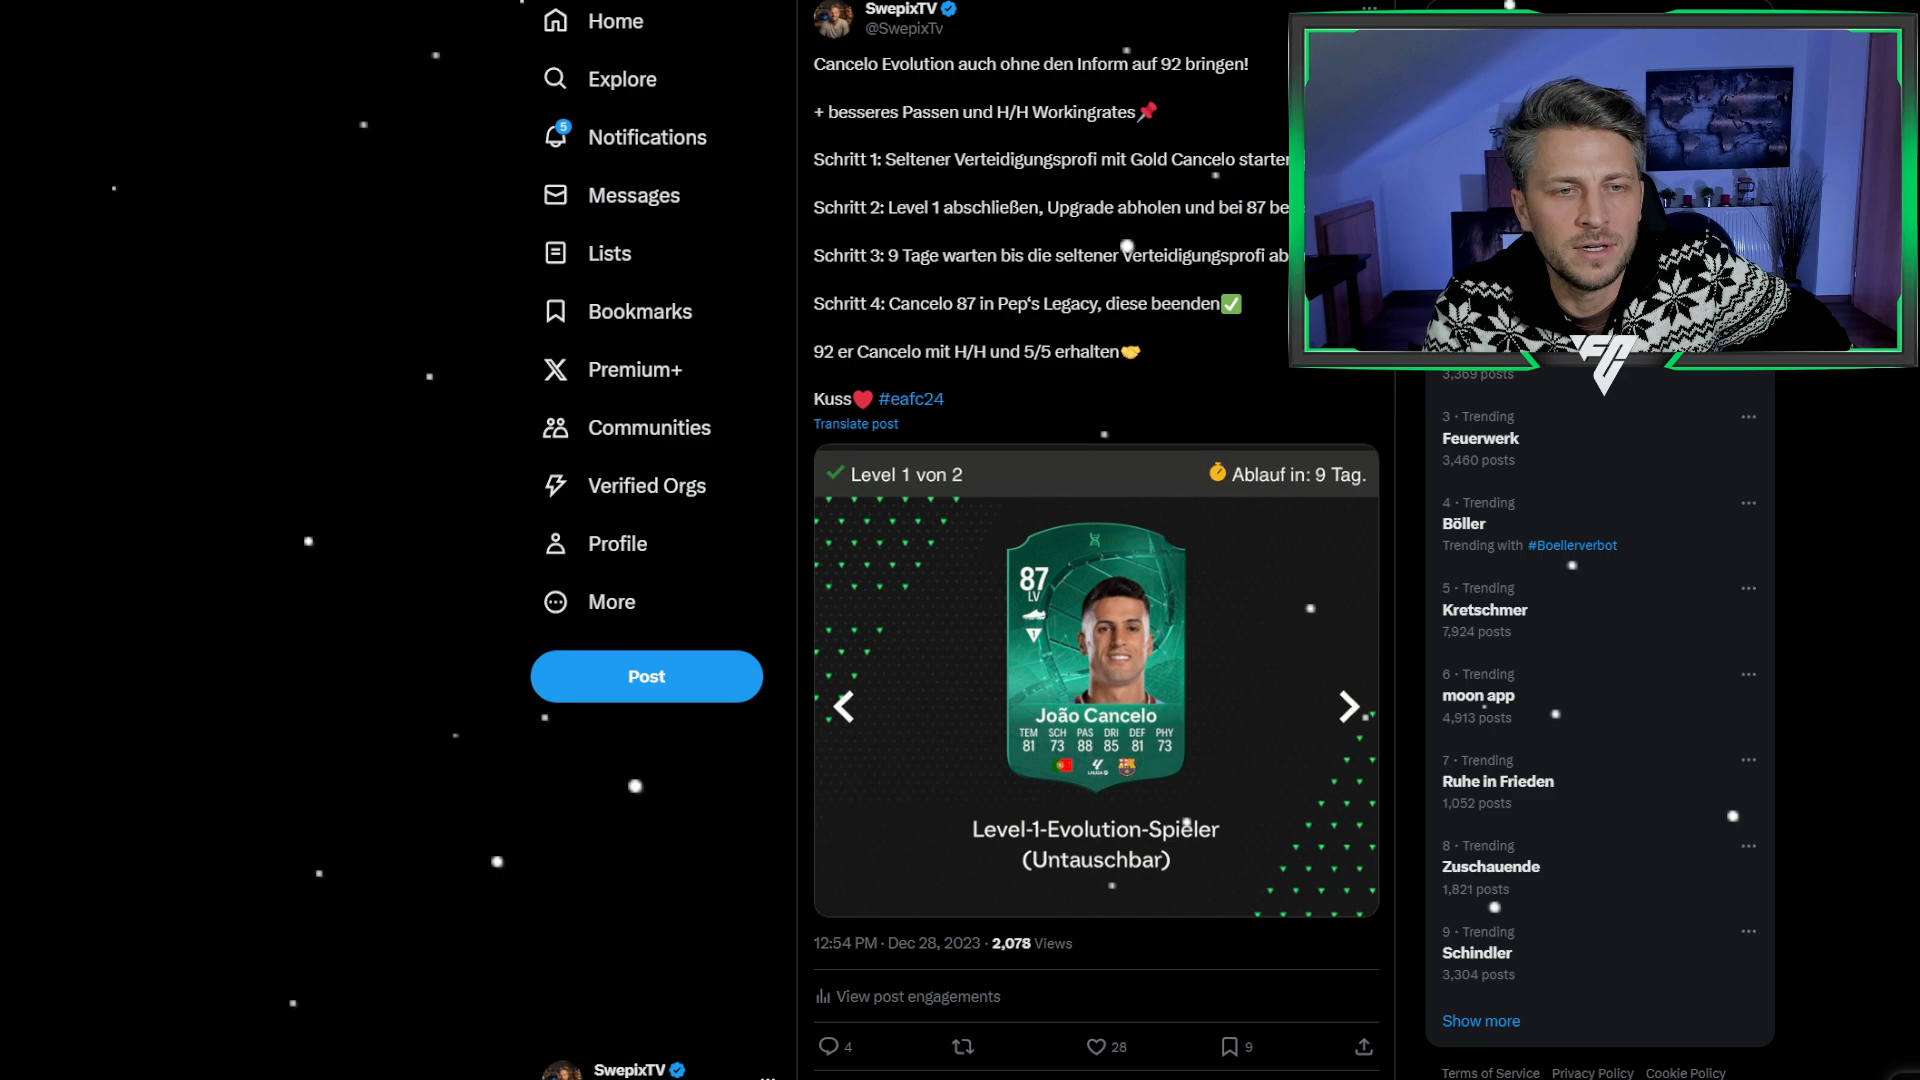 Home
Explore
5
Notifications
Messages
Lists
Bookmarks
Premium+
Communities
Verified Orgs
Profile
More
Post
SwepixTV
SwepixTV
@SwepixTv
Cancelo Evolution auch ohne den Inform auf 92 bringen!
+ besseres Passen und H/H Workingrates📌
Schritt 1: Seltener Verteidigungsprofi mit Gold Cancelo starten
Schritt 2: Level 1 abschließen, Upgrade abholen und bei 87 be
Schritt 3: 9 Tage warten bis die seltener Verteidigungsprofi ab
Schritt 4: Cancelo 87 in Pep‘s Legacy, diese beenden✅
92 er Cancelo mit H/H und 5/5 erhalten🤝
Kuss❤️ #eafc24
Translate post
Level 1 von 2
Ablauf in: 9 Tag.
87
LV
1
João Cancelo
TEM SCH PAS DRI DEF PHY
81 73 88 85 81 73
LALIGA
Level-1-Evolution-Spieler
(Untauschbar)
12:54 PM · Dec 28, 2023 · 2,078 Views
View post engagements
4
28
9
3,369 posts
3 · Trending
Feuerwerk
3,460 posts
4 · Trending
Böller
Trending with #Boellerverbot
5 · Trending
Kretschmer
7,924 posts
6 · Trending
moon app
4,913 posts
7 · Trending
Ruhe in Frieden
1,052 posts
8 · Trending
Zuschauende
1,821 posts
9 · Trending
Schindler
3,304 posts
Show more
Terms of Service Privacy Policy Cookie Policy